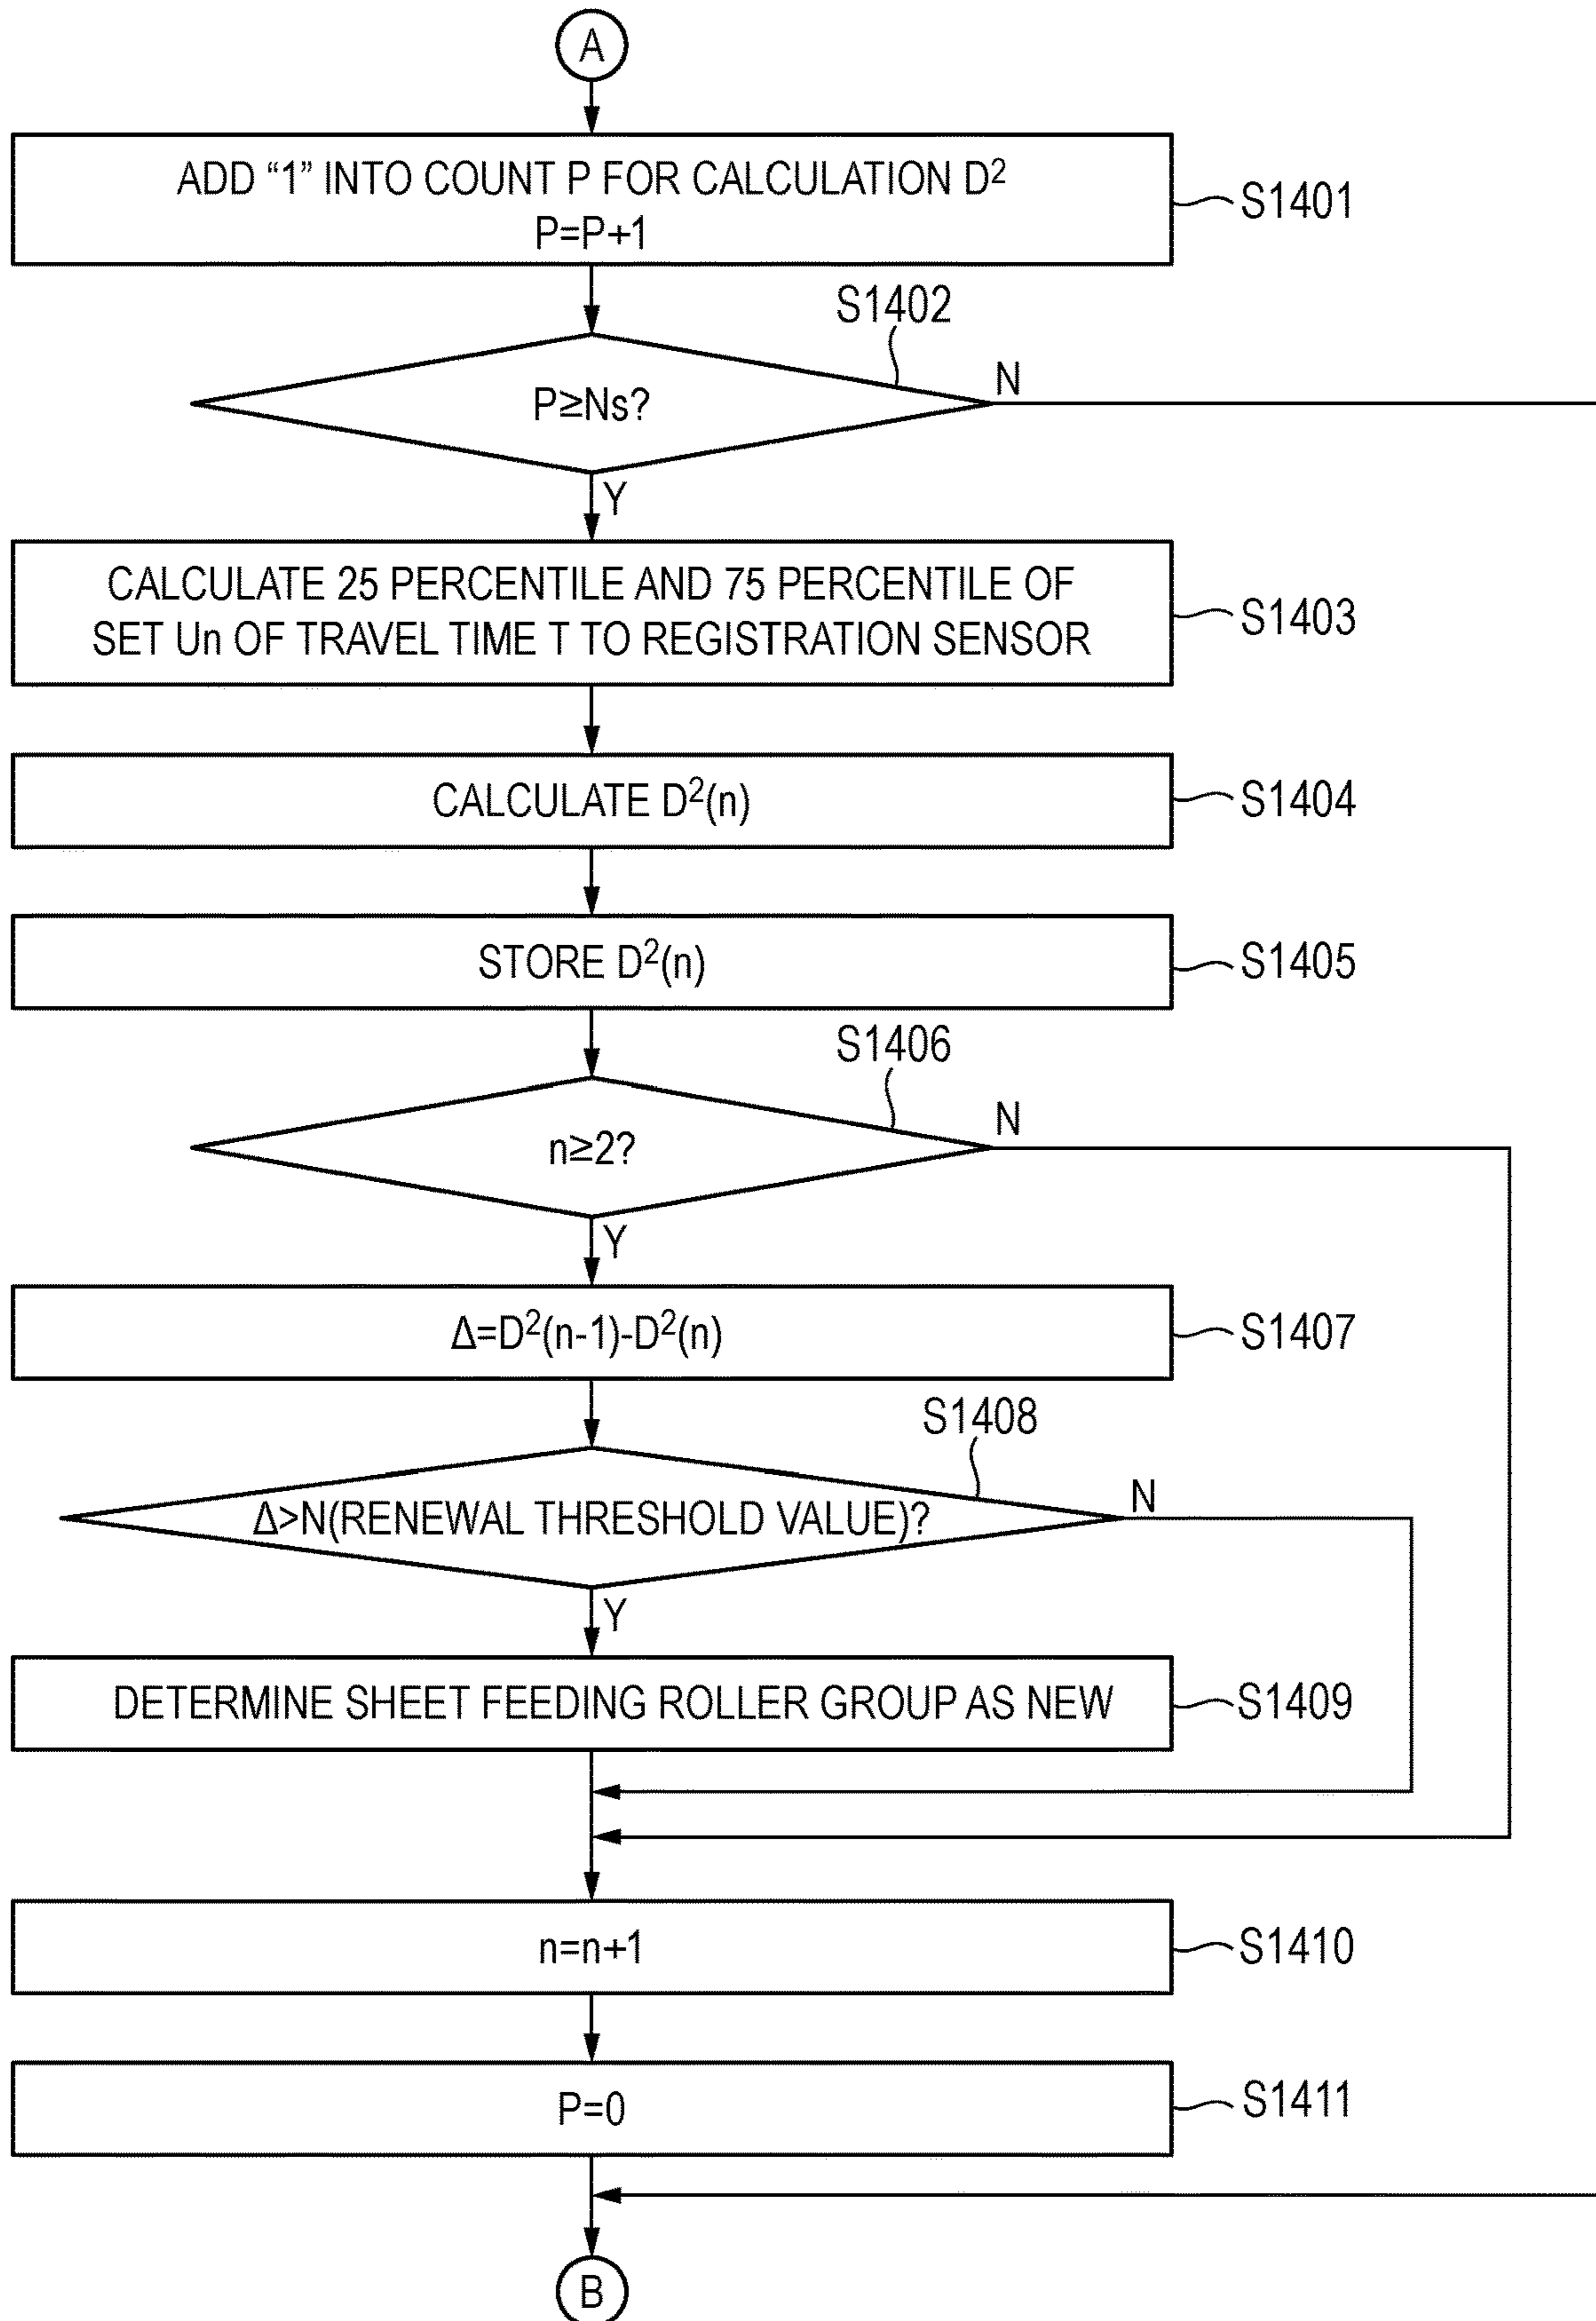 A
ADD “1” INTO COUNT P FOR CALCULATION D²
P=P+1
S1401
S1402
P≥Ns?
N
Y
CALCULATE 25 PERCENTILE AND 75 PERCENTILE OF
SET Un OF TRAVEL TIME T TO REGISTRATION SENSOR
S1403
CALCULATE D²(n)
S1404
STORE D²(n)
S1405
S1406
n≥2?
N
Y
Δ=D²(n-1)-D²(n)
S1407
S1408
Δ>N(RENEWAL THRESHOLD VALUE)?
N
Y
DETERMINE SHEET FEEDING ROLLER GROUP AS NEW
S1409
n=n+1
S1410
P=0
S1411
B